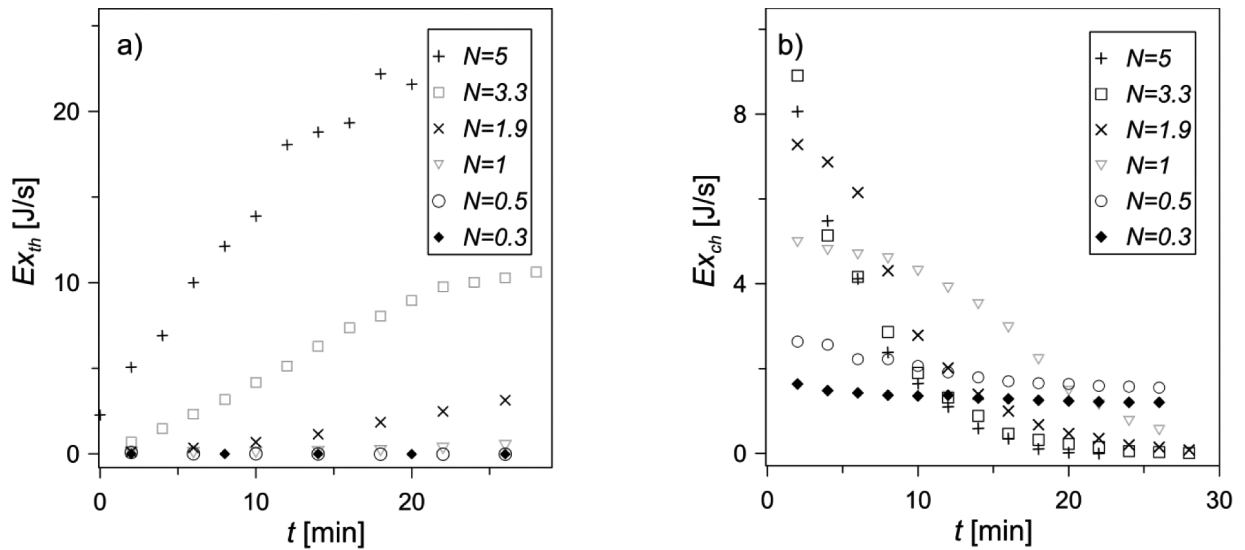 a)
N=5
N=3.3
N=1.9
N=1
N=0.5
N=0.3
20
10
0
Ex_th [J/s]
0
10
20
t [min]
b)
N=5
N=3.3
N=1.9
N=1
N=0.5
N=0.3
8
4
0
Ex_ch [J/s]
0
10
20
30
t [min]